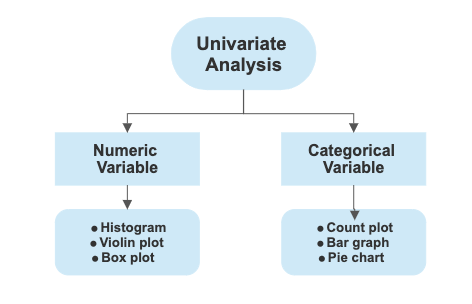 Univariate
Analysis
Numeric
Variable
Categorical
Variable
● Histogram
● Violin plot
● Box plot
● Count plot
● Bar graph
● Pie chart